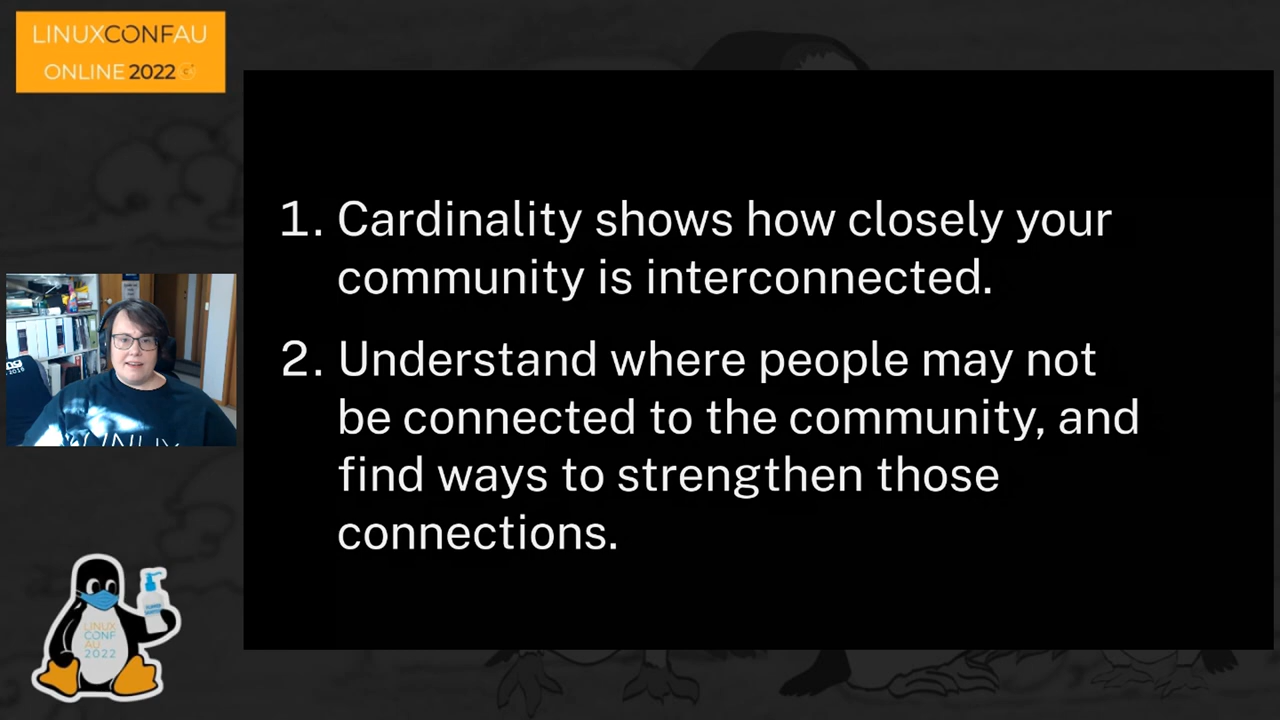 LINUXCONFAU
ONLINE 2022
1. Cardinality shows how closely your
community is interconnected.
2. Understand where people may not
be connected to the community, and
find ways to strengthen those
connections.
LINUX
CONF
AU
2022